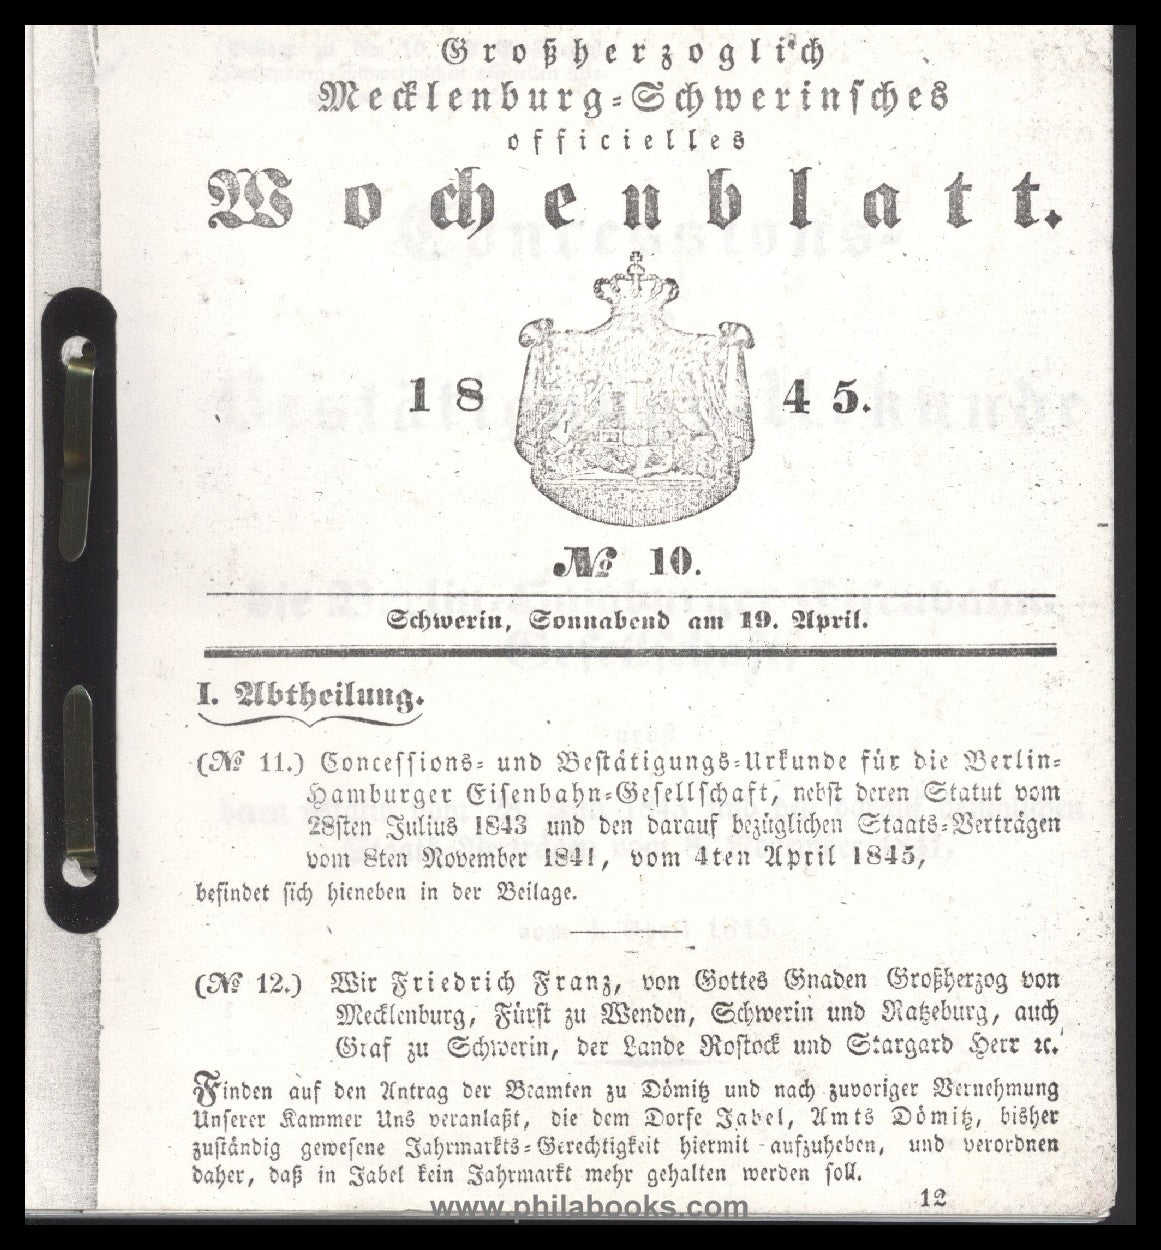 Großherzoglich
Mecklenburg-Schwerinsches
officielles
Wochenblatt.
1845.
№ 10.
Schwerin, Sonnabend am 19. April.
I. Abtheilung.
(№ 11.) Concessions- und Bestätigungs-Urkunde für die Berlin-
Hamburger Eisenbahn-Gesellschaft, nebst deren Statut vom
28sten Julius 1843 und den darauf bezüglichen Staats-Verträgen
vom 8ten November 1841, vom 4ten April 1845,
befindet sich hieneben in der Beilage.
(№ 12.) Wir Friedrich Franz, von Gottes Gnaden Großherzog von
Mecklenburg, Fürst zu Wenden, Schwerin und Ratzeburg, auch
Graf zu Schwerin, der Lande Rostock und Stargard Herr ꝛc.
Finden auf den Antrag der Beamten zu Dömitz und nach zuvoriger Vernehmung
Unserer Kammer Uns veranlaßt, die dem Dorfe Jabel, Amts Dömitz, bisher
zuständig gewesene Jahrmarkts-Gerechtigkeit hiermit aufzuheben, und verordnen
daher, daß in Jabel kein Jahrmarkt mehr gehalten werden soll.
12
www.philabooks.com